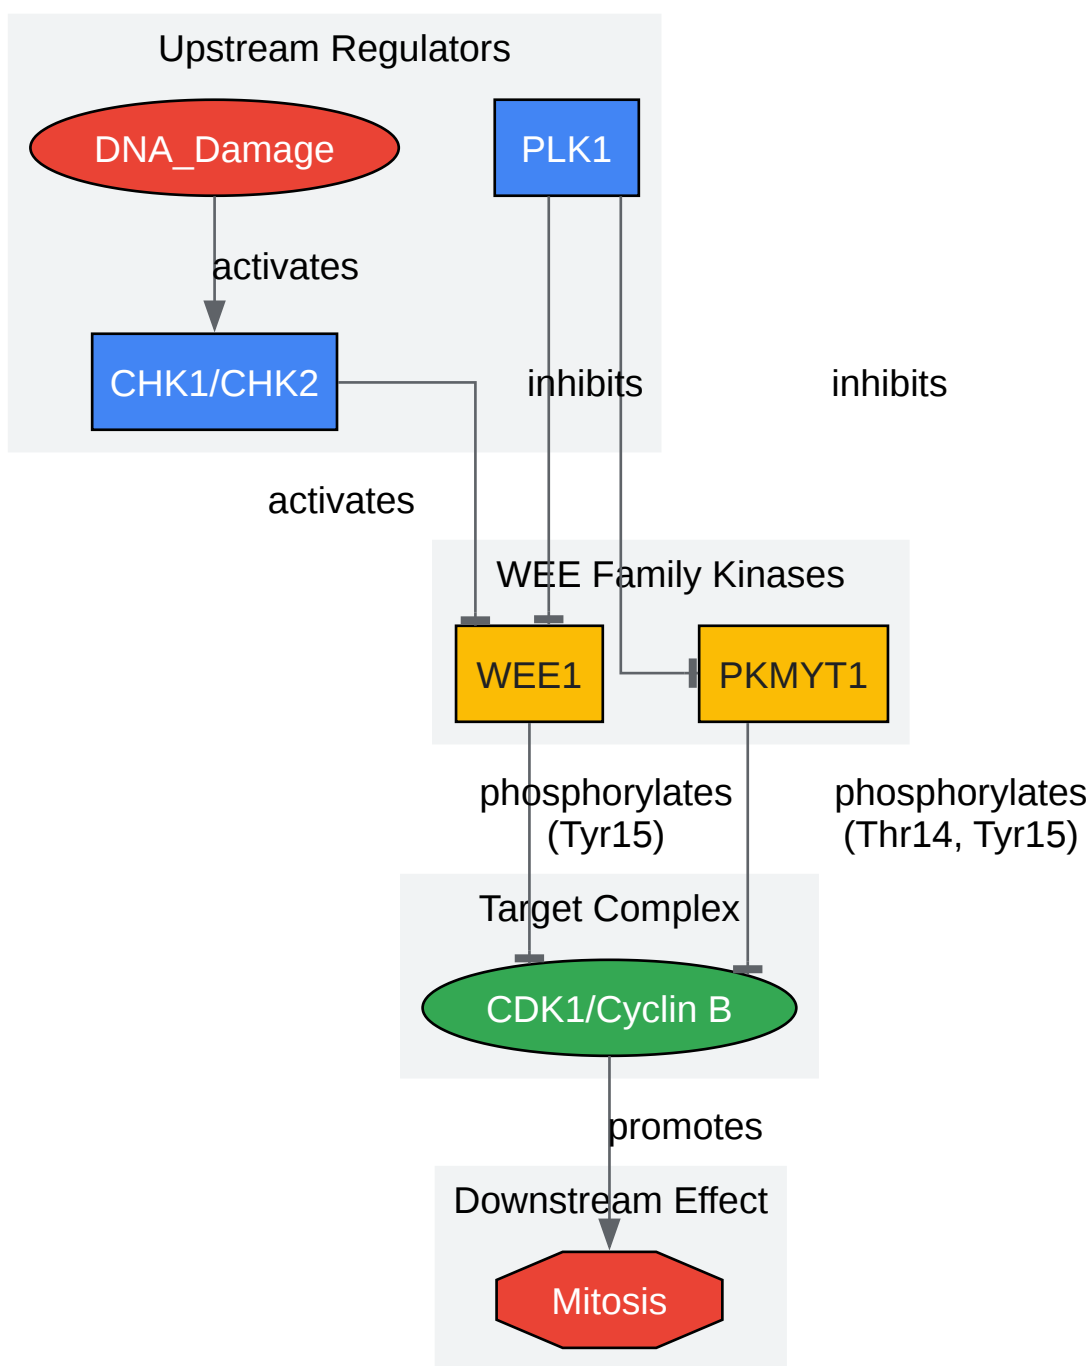 Upstream Regulators
DNA_Damage
PLK1
activates
CHK1/CHK2
inhibits
inhibits
activates
WEE Family Kinases
WEE1
PKMYT1
phosphorylates
(Tyr15)
phosphorylates
(Thr14, Tyr15)
Target Complex
CDK1/Cyclin B
promotes
Downstream Effect
Mitosis